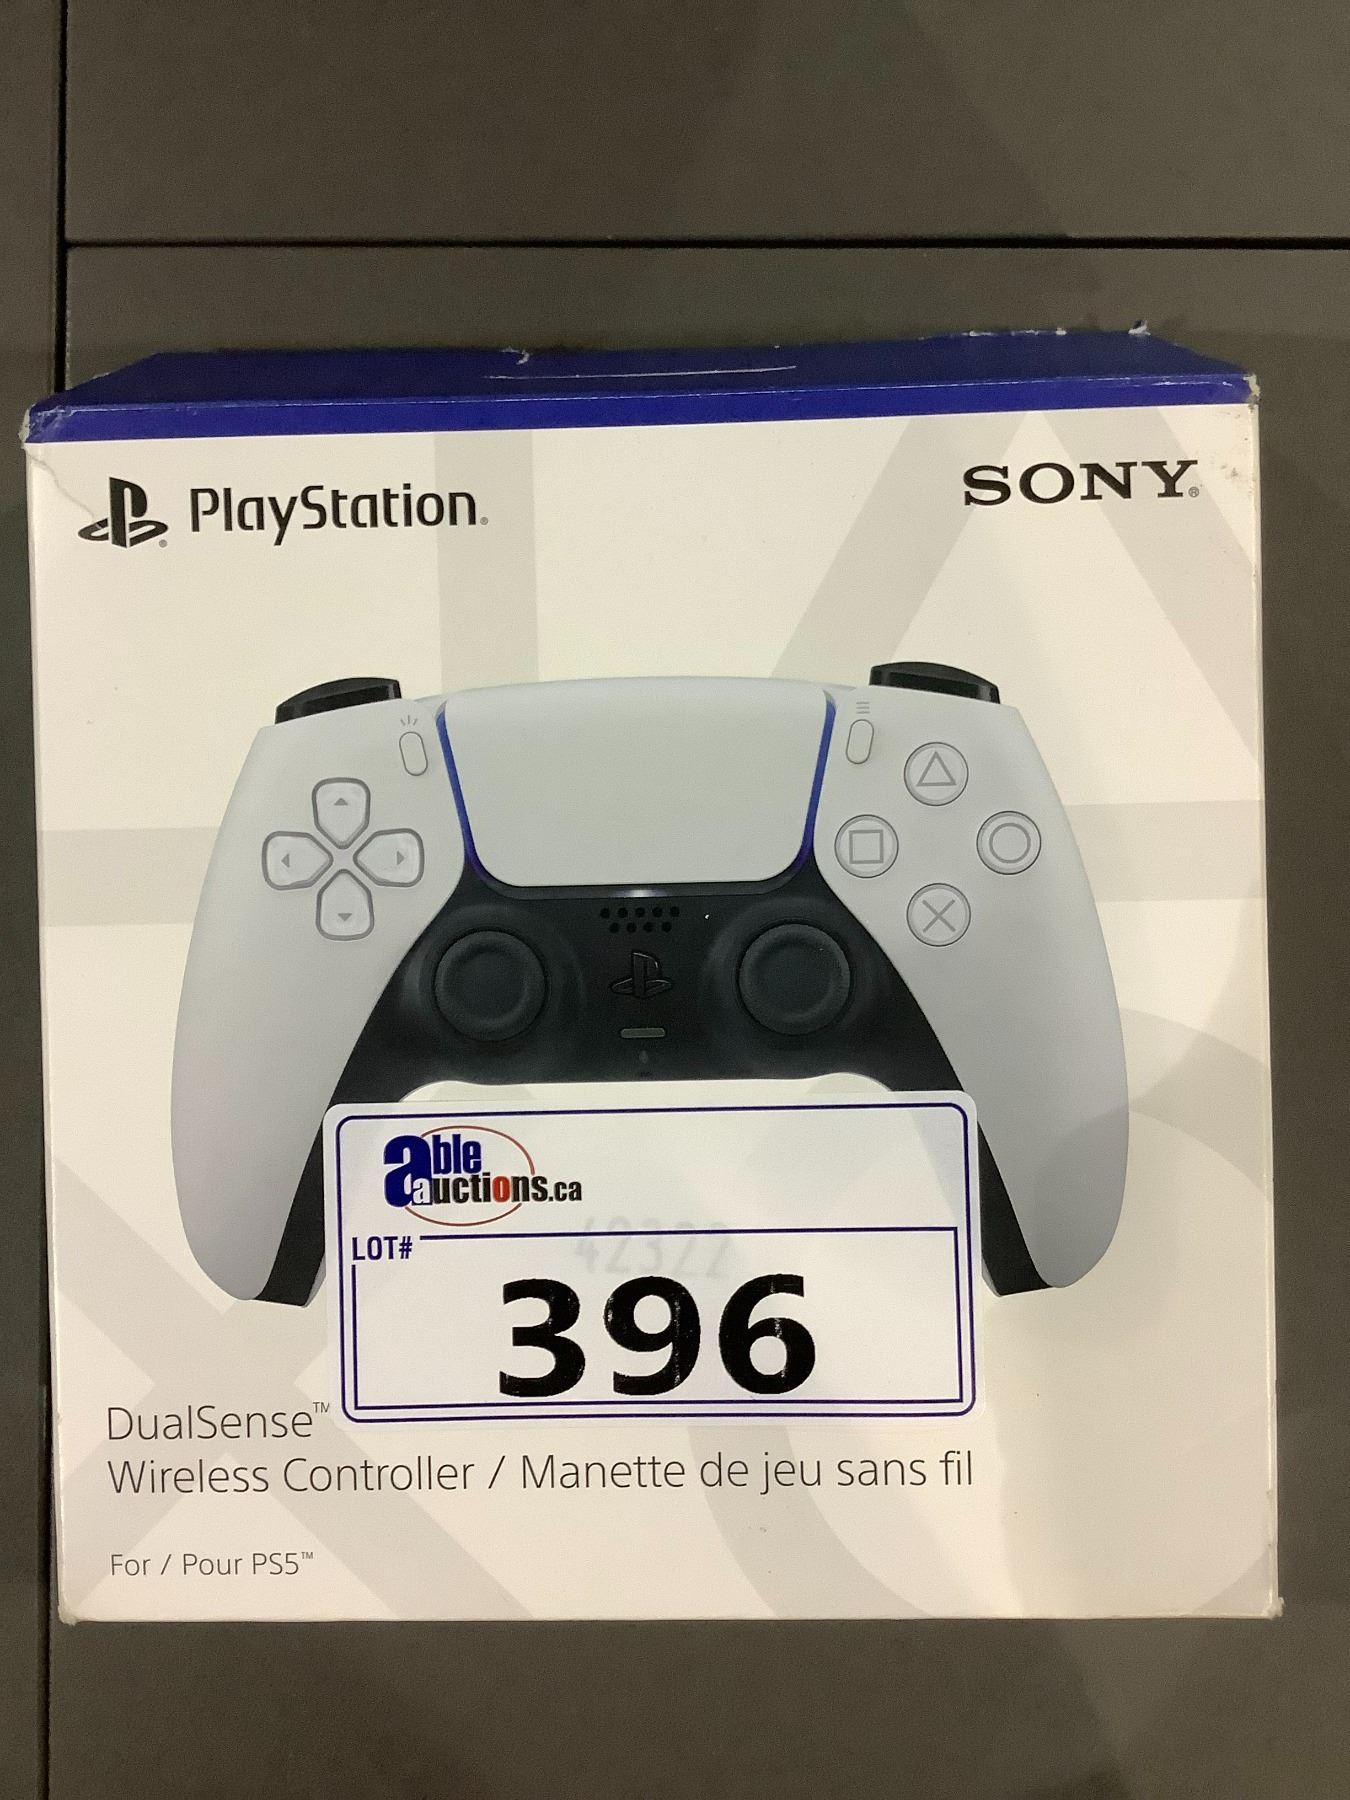 PlayStation®
SONY®
able
auctions.ca
LOT#
42322
396
DualSense™
Wireless Controller / Manette de jeu sans fil
For / Pour PS5™